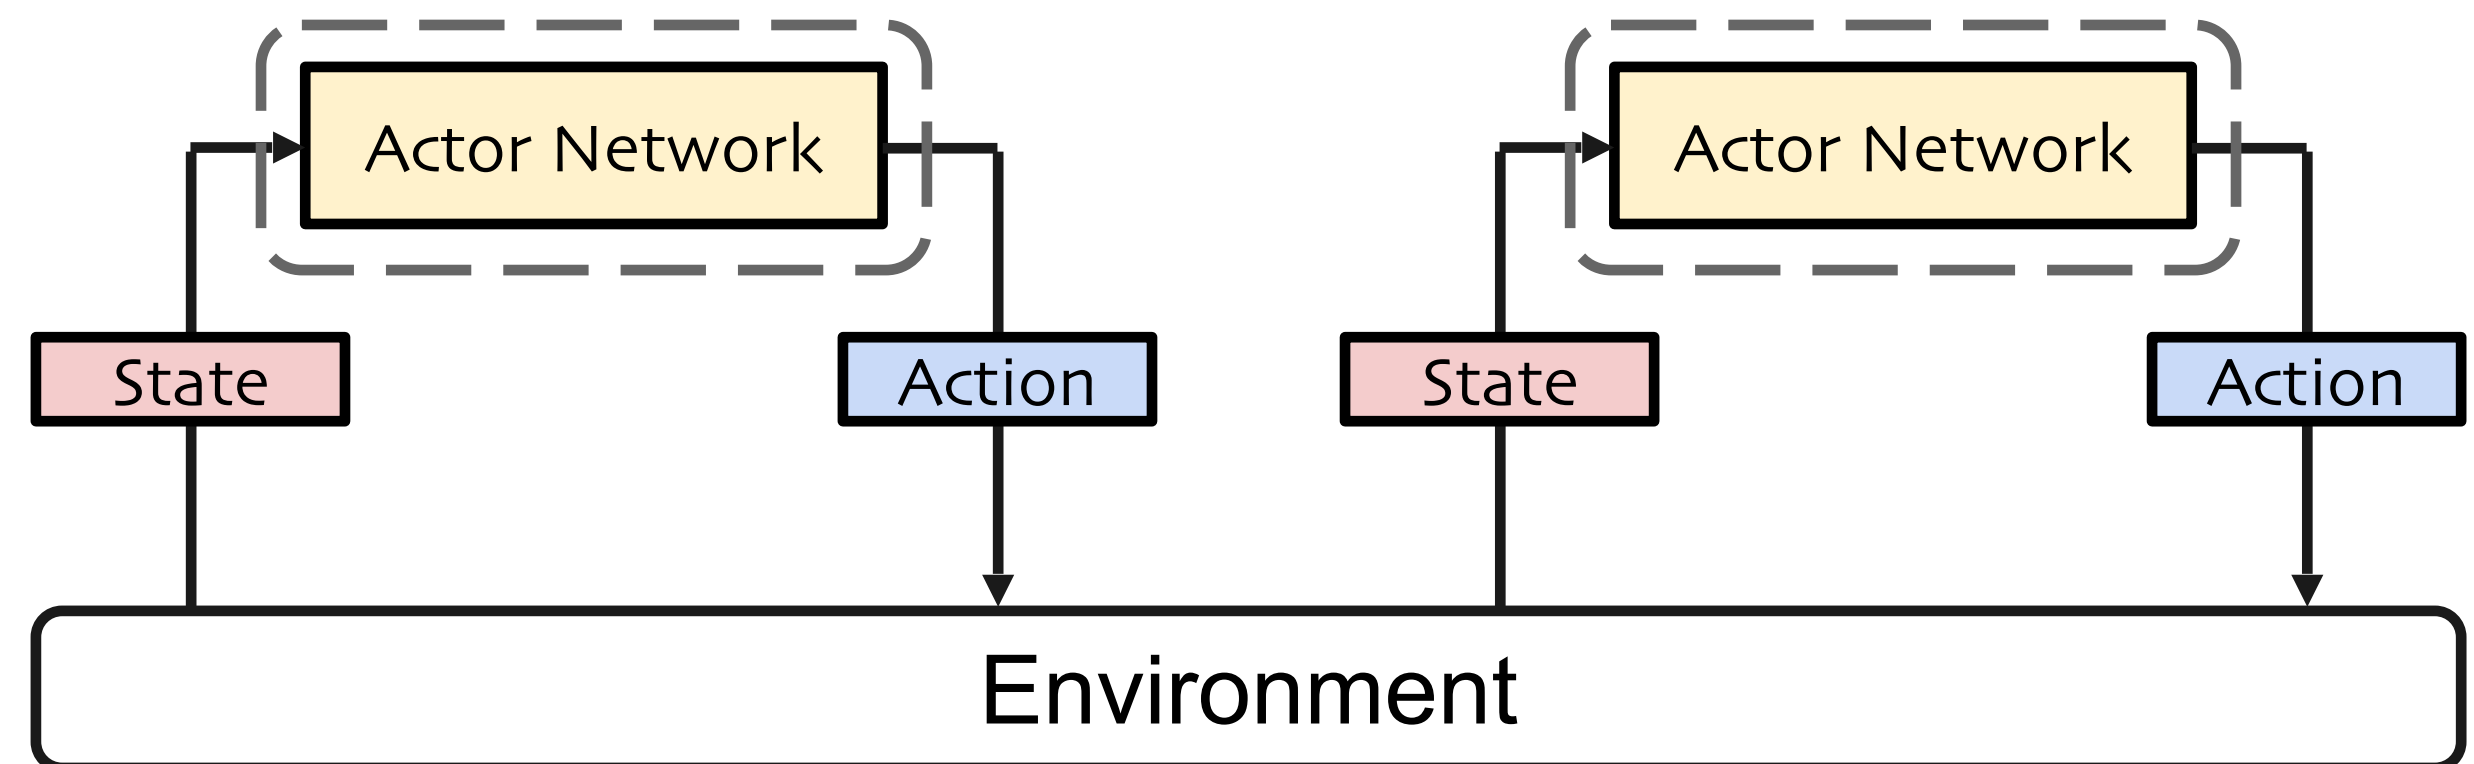 Actor Network
Actor Network
State
Action
State
Action
Environment